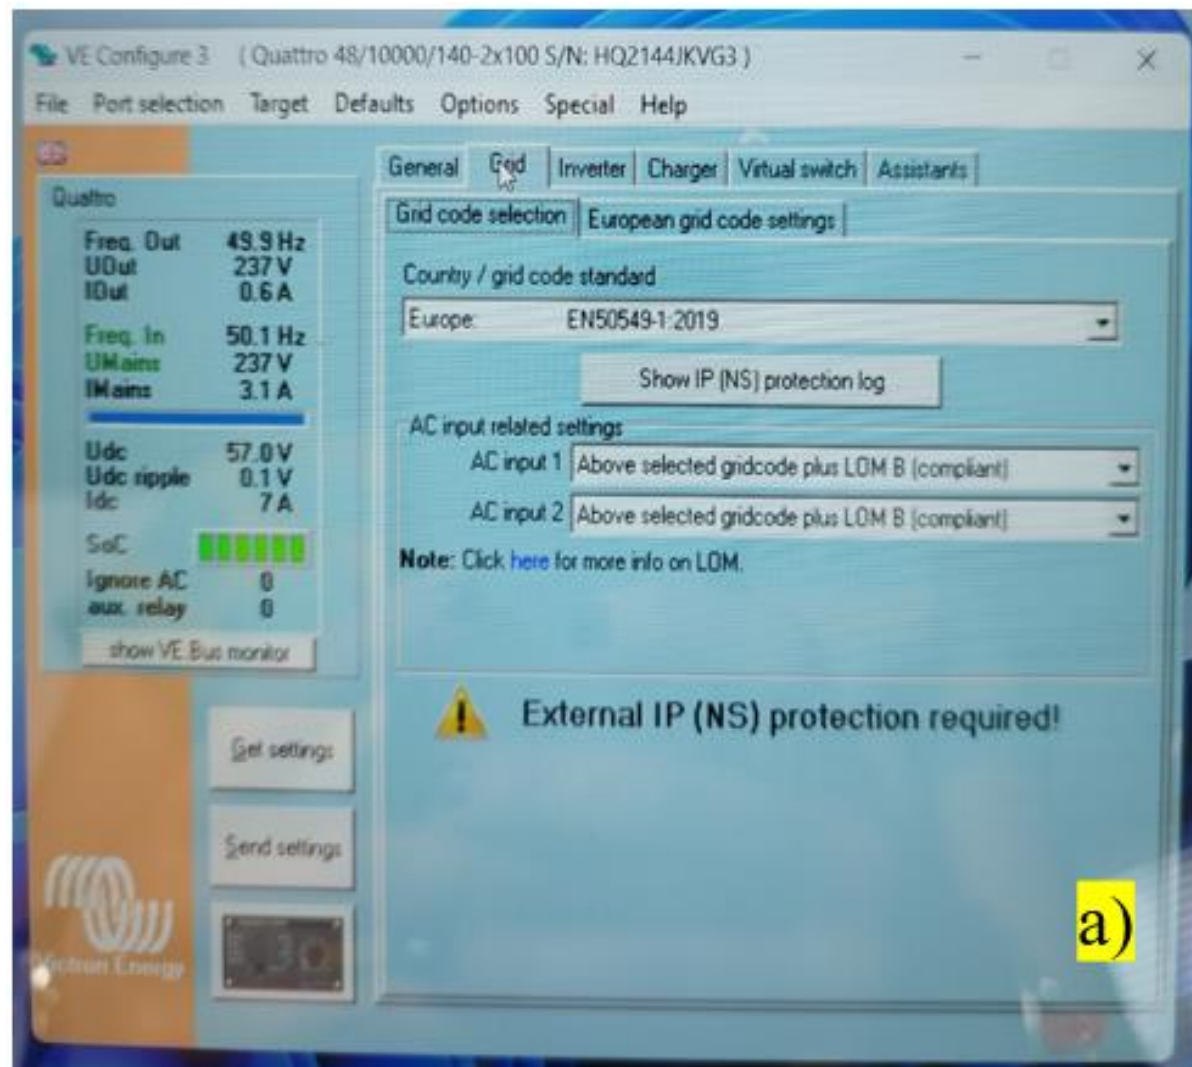 VE Configure 3 ( Quattro 48/10000/140-2x100 S/N: HQ2144JKVG3 )
File Port selection Target Defaults Options Special Help
General Grid Inverter Charger Virtual switch Assistants
Grid code selection European grid code settings
Quattro
Freq. Out 49.9 Hz
UOut 237 V
IOut 0.6 A
Freq. In 50.1 Hz
UMains 237 V
IMains 3.1 A
Udc 57.0 V
Udc ripple 0.1 V
Idc 7 A
SoC
Ignore AC 0
aux. relay 0
show VE.Bus monitor
Get settings
Send settings
Victron Energy
Country / grid code standard
Europe: EN50549-1:2019
Show IP (NS) protection log
AC input related settings
AC input 1 Above selected gridcode plus LOM B (compliant)
AC input 2 Above selected gridcode plus LOM B (compliant)
Note: Click here for more info on LOM.
External IP (NS) protection required!
a)